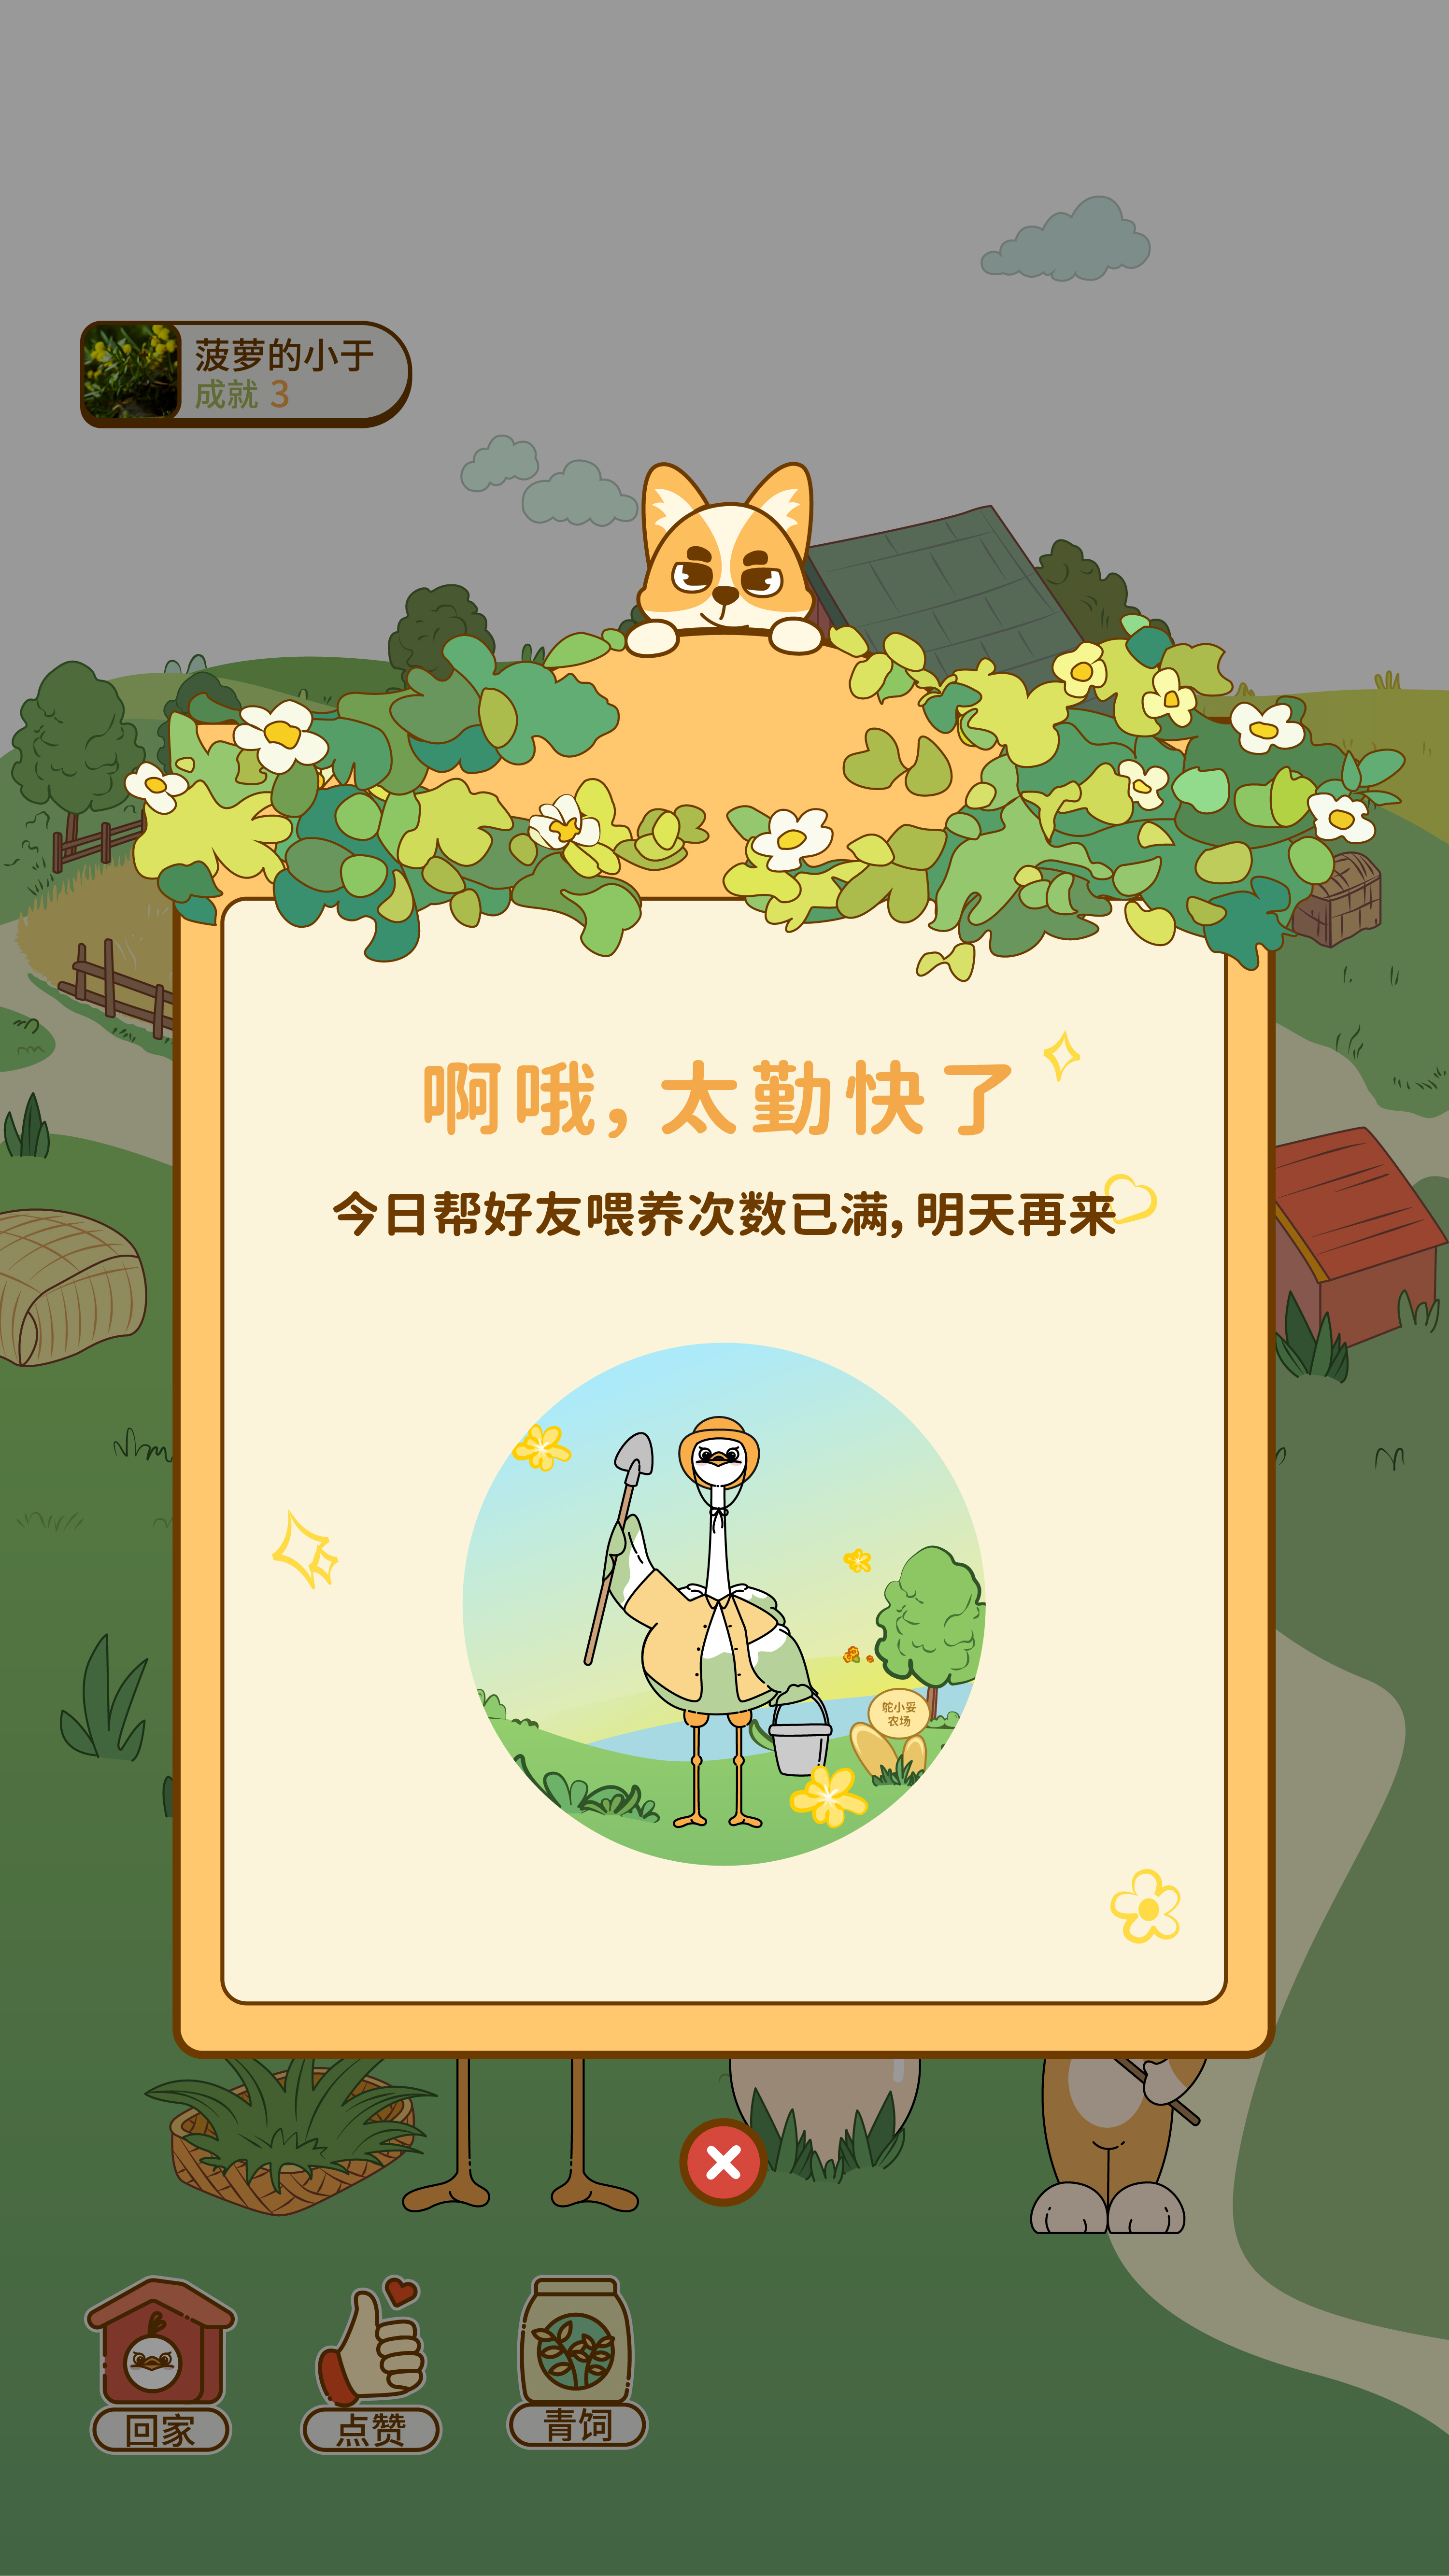 菠萝的小于
成就 3
啊哦，太勤快了
今日帮好友喂养次数已满，明天再来
鸵小妥
农场
回家
点赞
青饲